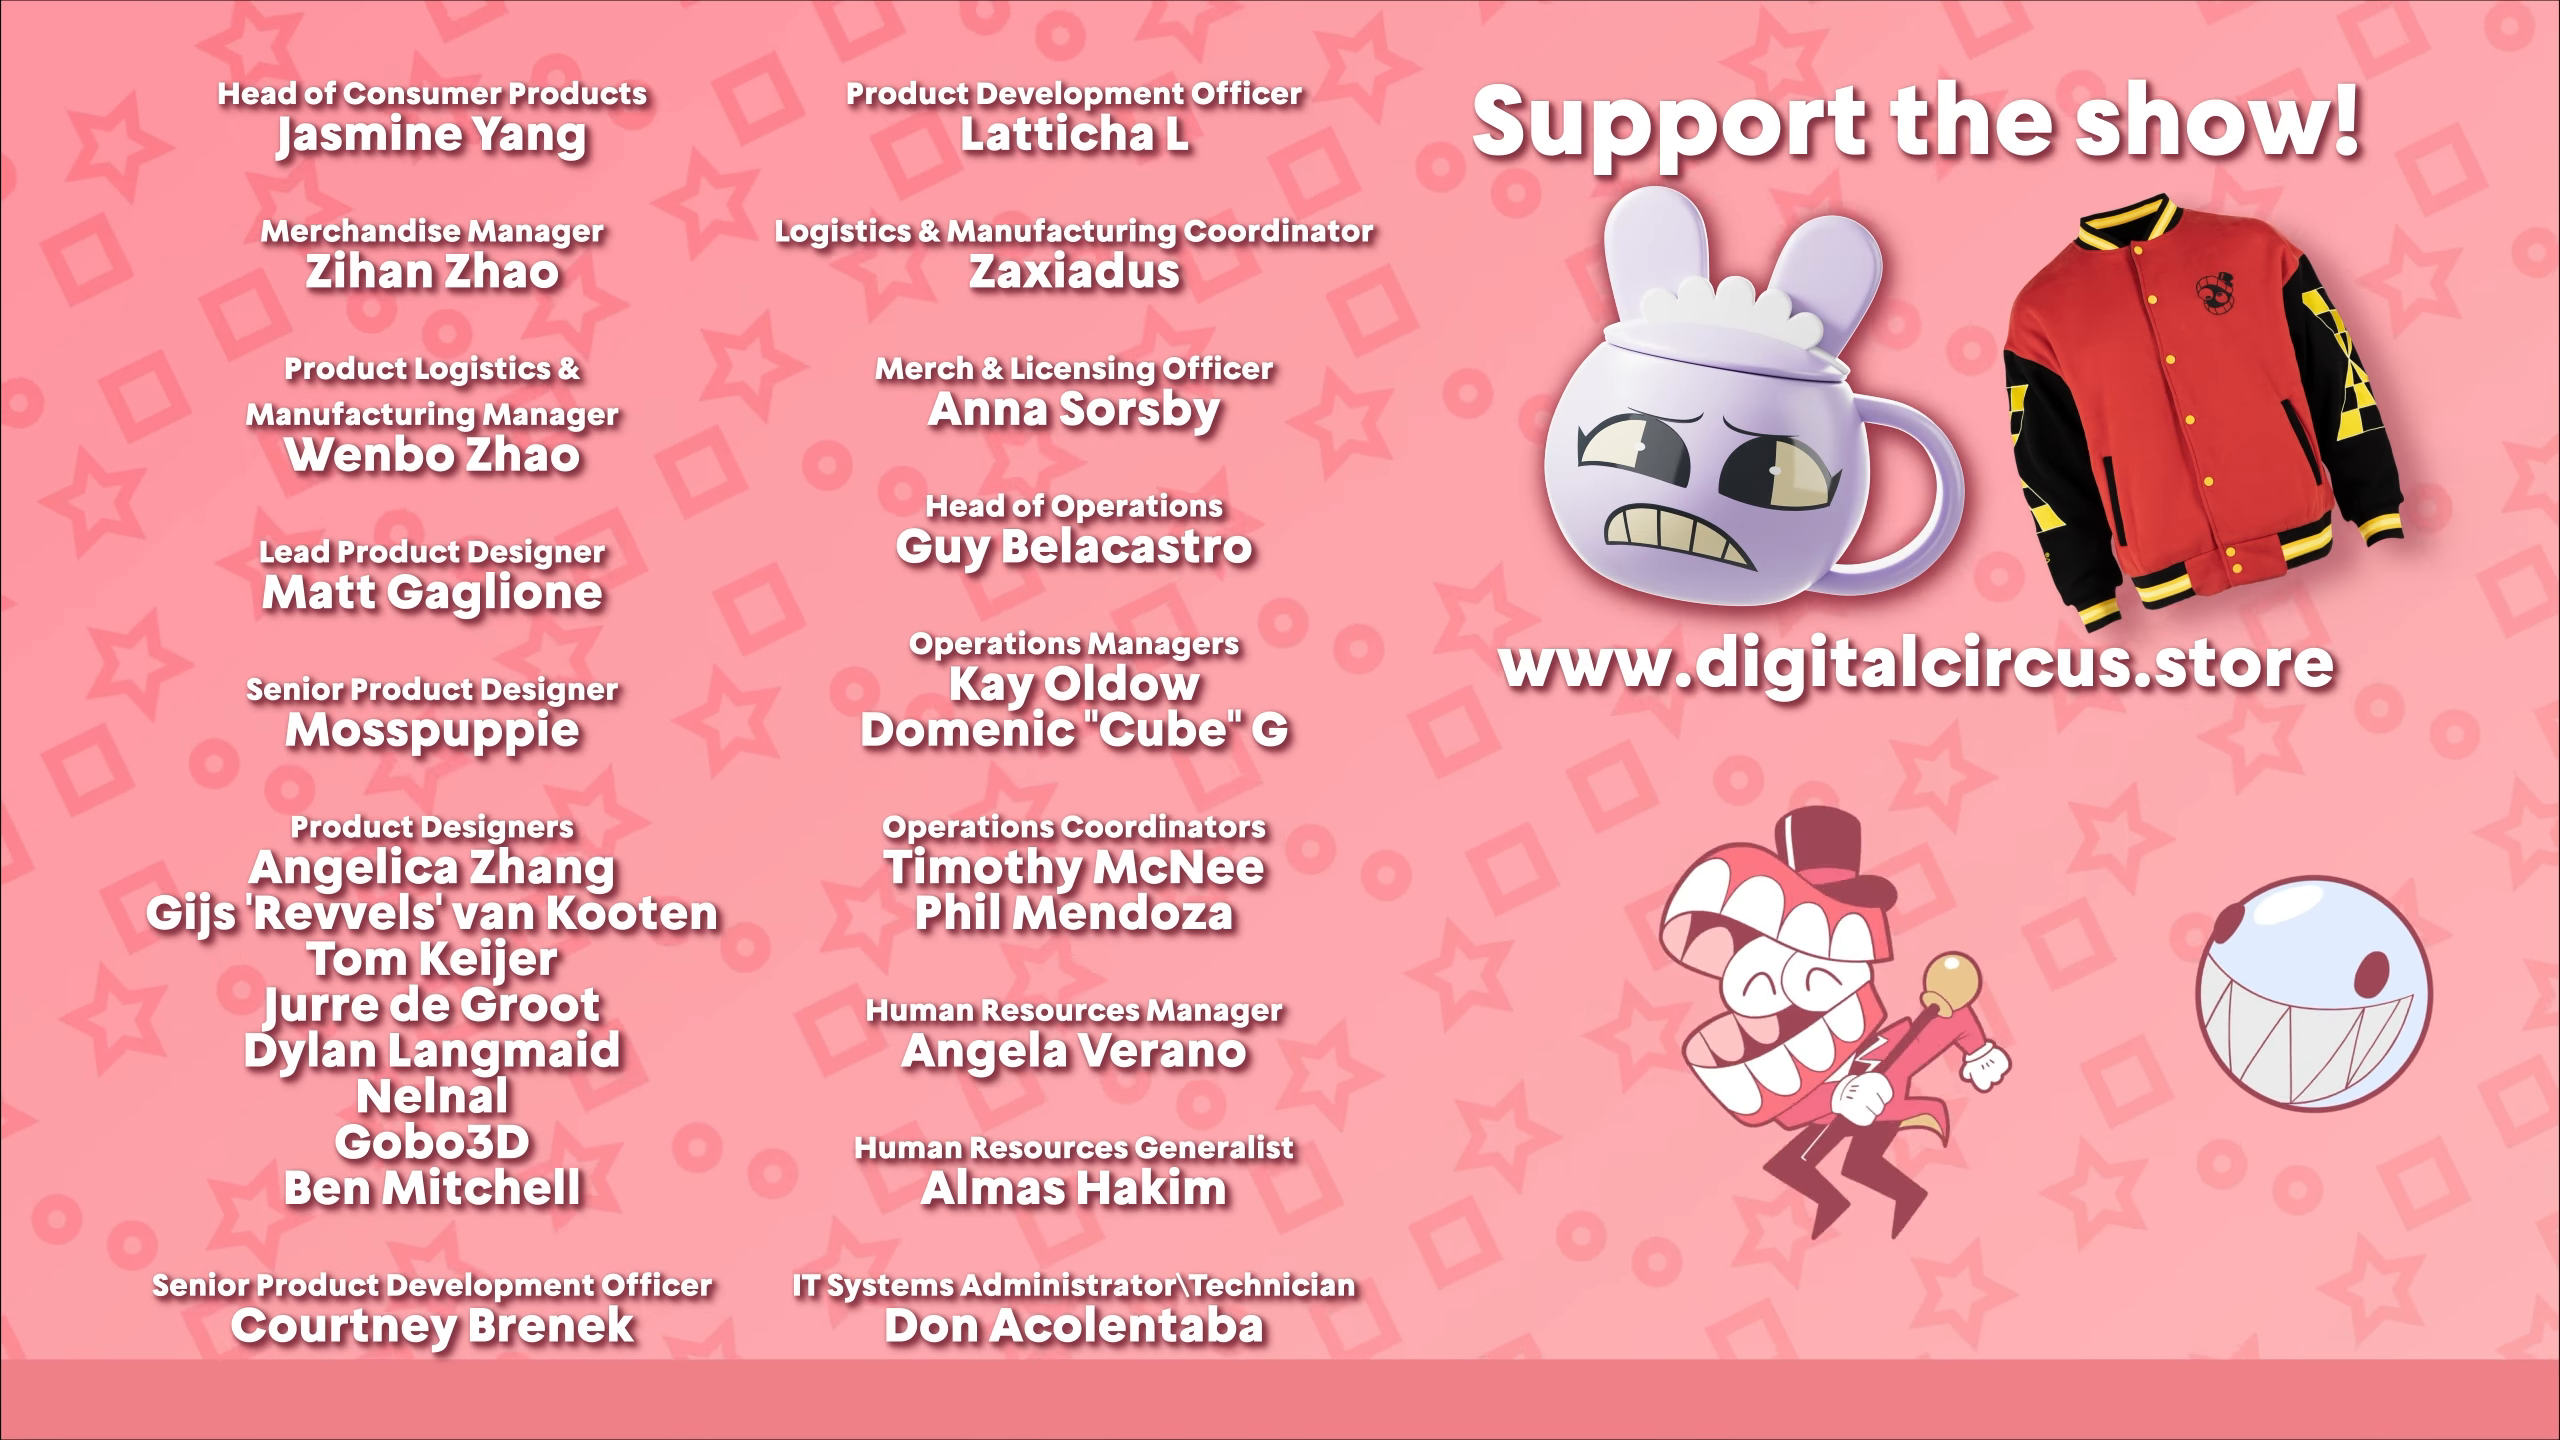 Head of Consumer Products
Jasmine Yang
Merchandise Manager
Zihan Zhao
Product Logistics &
Manufacturing Manager
Wenbo Zhao
Lead Product Designer
Matt Gaglione
Senior Product Designer
Mosspuppie
Product Designers
Angelica Zhang
Gijs 'Revvels' van Kooten
Tom Keijer
Jurre de Groot
Dylan Langmaid
Nelnal
Gobo3D
Ben Mitchell
Senior Product Development Officer
Courtney Brenek
Product Development Officer
Latticha L
Logistics & Manufacturing Coordinator
Zaxiadus
Merch & Licensing Officer
Anna Sorsby
Head of Operations
Guy Belacastro
Operations Managers
Kay Oldow
Domenic "Cube" G
Operations Coordinators
Timothy McNee
Phil Mendoza
Human Resources Manager
Angela Verano
Human Resources Generalist
Almas Hakim
IT Systems Administrator\Technician
Don Acolentaba
Support the show!
www.digitalcircus.store